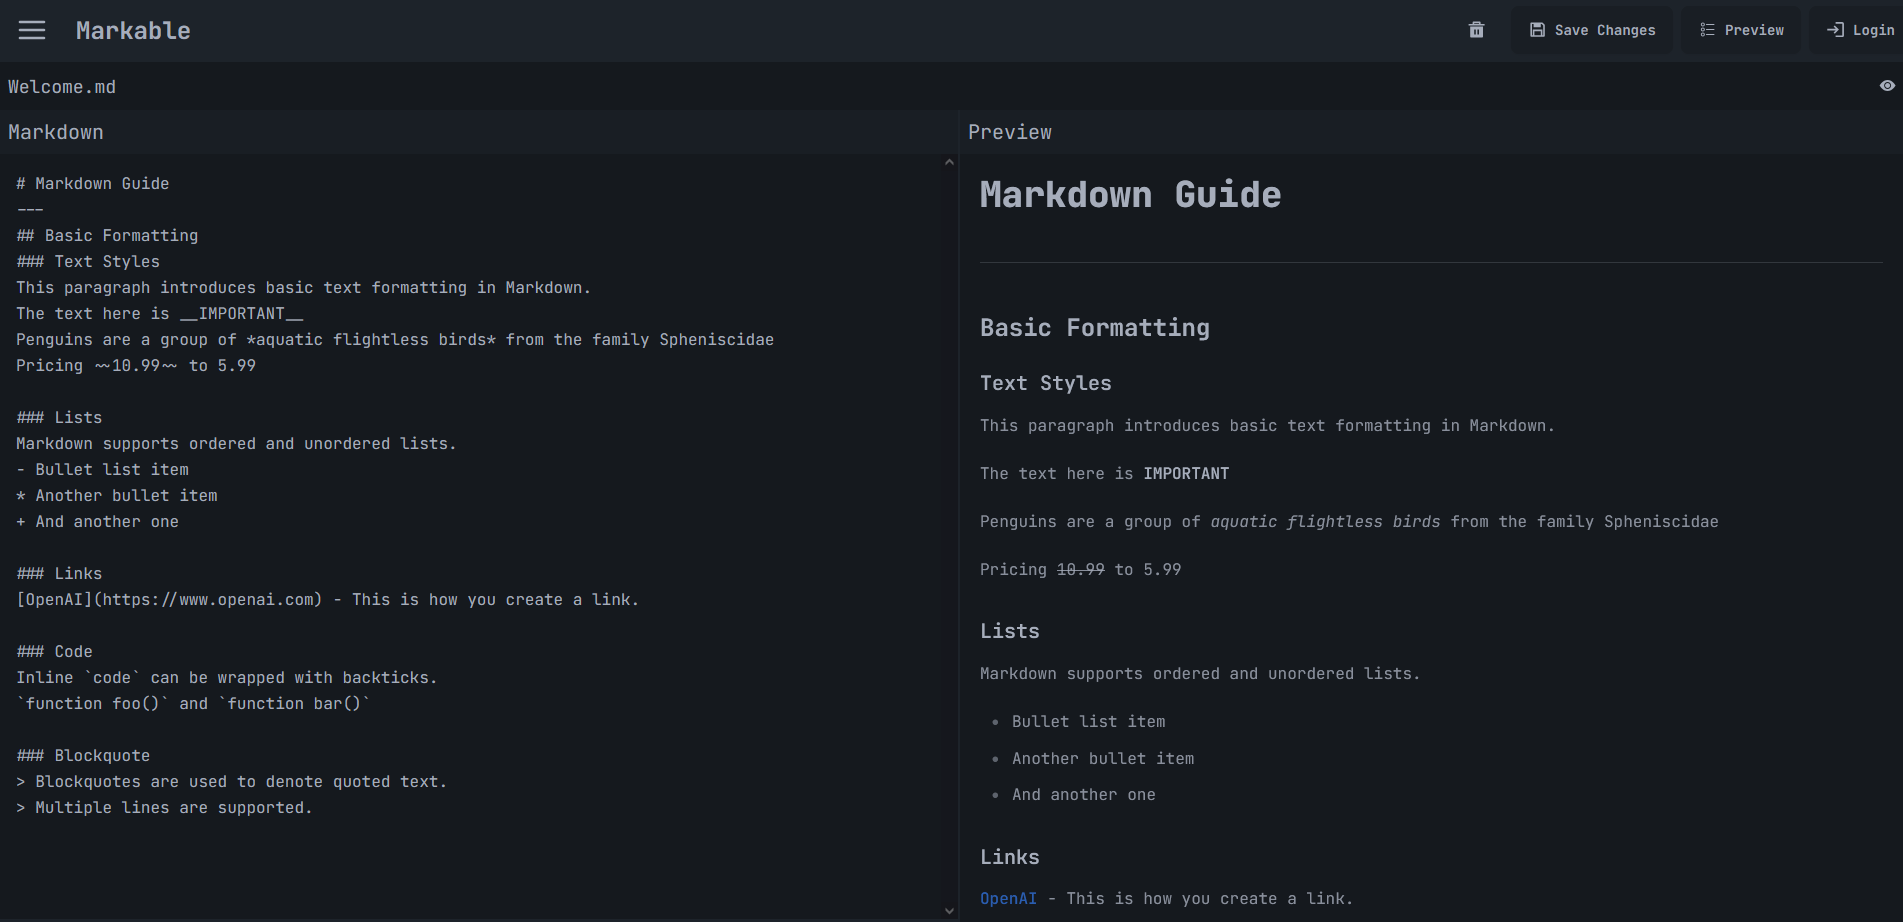 Markable
Save Changes
Preview
Login
Welcome.md
Markdown
# Markdown Guide
---
## Basic Formatting
### Text Styles
This paragraph introduces basic text formatting in Markdown.
The text here is __IMPORTANT__
Penguins are a group of *aquatic flightless birds* from the family Spheniscidae
Pricing ~~10.99~~ to 5.99
### Lists
Markdown supports ordered and unordered lists.
- Bullet list item
* Another bullet item
+ And another one
### Links
[OpenAI](https://www.openai.com) - This is how you create a link.
### Code
Inline `code` can be wrapped with backticks.
`function foo()` and `function bar()`
### Blockquote
> Blockquotes are used to denote quoted text.
> Multiple lines are supported.
Preview
Markdown Guide
Basic Formatting
Text Styles
This paragraph introduces basic text formatting in Markdown.
The text here is IMPORTANT
Penguins are a group of aquatic flightless birds from the family Spheniscidae
Pricing 10.99 to 5.99
Lists
Markdown supports ordered and unordered lists.
• Bullet list item
• Another bullet item
• And another one
Links
OpenAI - This is how you create a link.